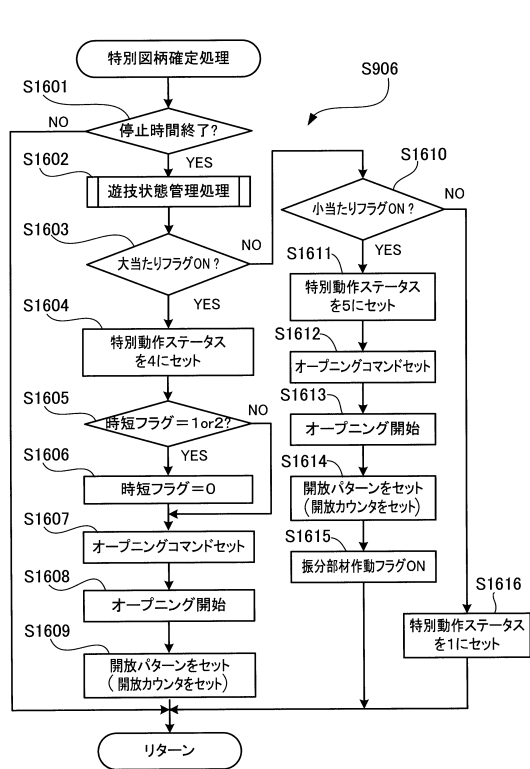 特別図柄確定処理
S906
S1601
停止時間終了?
NO
YES
S1602
遊技状態管理処理
S1603
大当たりフラグON?
NO
YES
S1604
特別動作ステータス
を4にセット
S1605
時短フラグ=1or2?
NO
YES
S1606
時短フラグ=0
S1607
オープニングコマンドセット
S1608
オープニング開始
S1609
開放パターンをセット
(開放カウンタをセット)
S1610
小当たりフラグON?
NO
YES
S1611
特別動作ステータス
を5にセット
S1612
オープニングコマンドセット
S1613
オープニング開始
S1614
開放パターンをセット
(開放カウンタをセット)
S1615
振分部材作動フラグON
S1616
特別動作ステータス
を1にセット
リターン